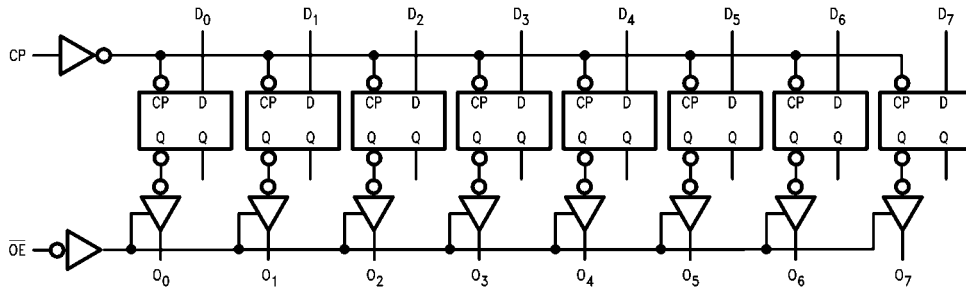 D0 D1 D2 D3 D4 D5 D6 D7
CP
CP D CP D CP D CP D CP D CP D CP D CP D
Q Q Q Q Q Q Q Q Q Q Q Q Q Q Q Q
O̅E̅
O0 O1 O2 O3 O4 O5 O6 O7